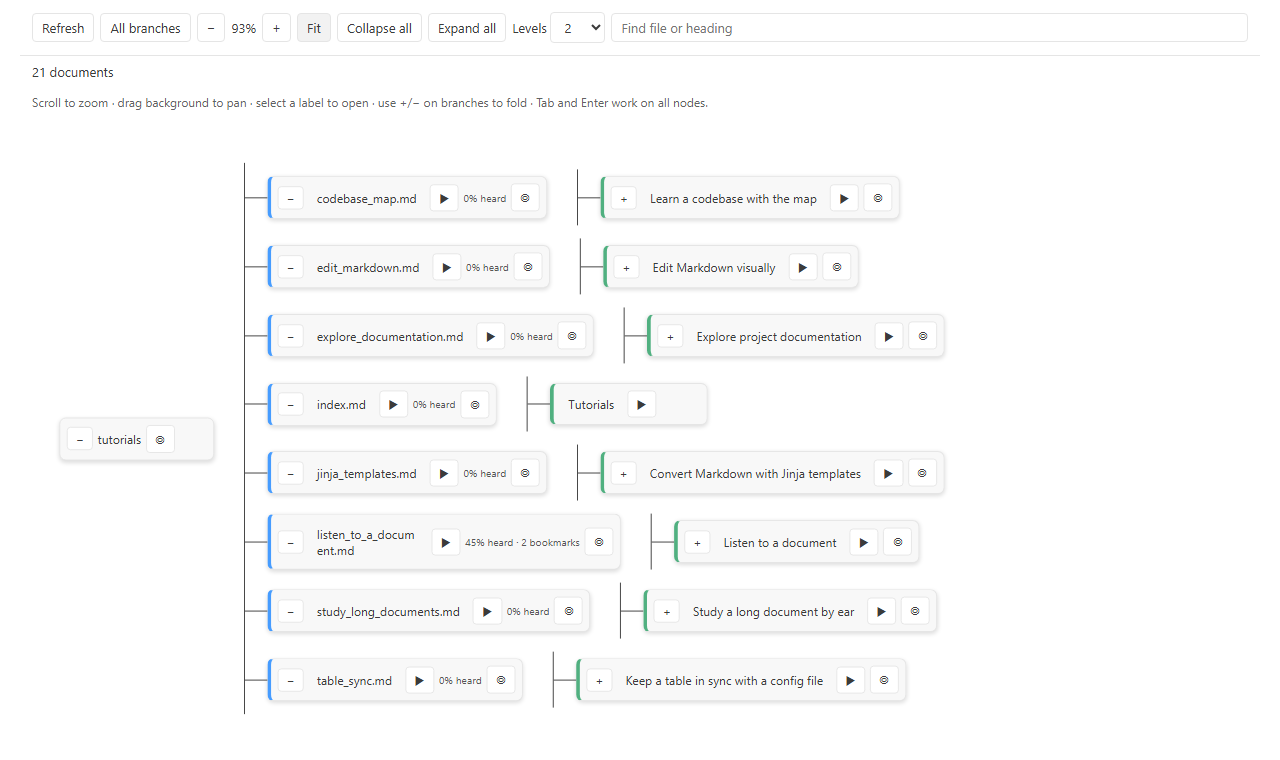 Refresh All branches − 93% + Fit Collapse all Expand all Levels 2 Find file or heading
21 documents
Scroll to zoom · drag background to pan · select a label to open · use +/− on branches to fold · Tab and Enter work on all nodes.
− codebase_map.md ▶ 0% heard ◎ + Learn a codebase with the map ▶ ◎
− edit_markdown.md ▶ 0% heard ◎ + Edit Markdown visually ▶ ◎
− explore_documentation.md ▶ 0% heard ◎ + Explore project documentation ▶ ◎
− index.md ▶ 0% heard ◎ Tutorials ▶
− tutorials ◎
− jinja_templates.md ▶ 0% heard ◎ + Convert Markdown with Jinja templates ▶ ◎
− listen_to_a_docum
ent.md ▶ 45% heard · 2 bookmarks ◎ + Listen to a document ▶ ◎
− study_long_documents.md ▶ 0% heard ◎ + Study a long document by ear ▶ ◎
− table_sync.md ▶ 0% heard ◎ + Keep a table in sync with a config file ▶ ◎